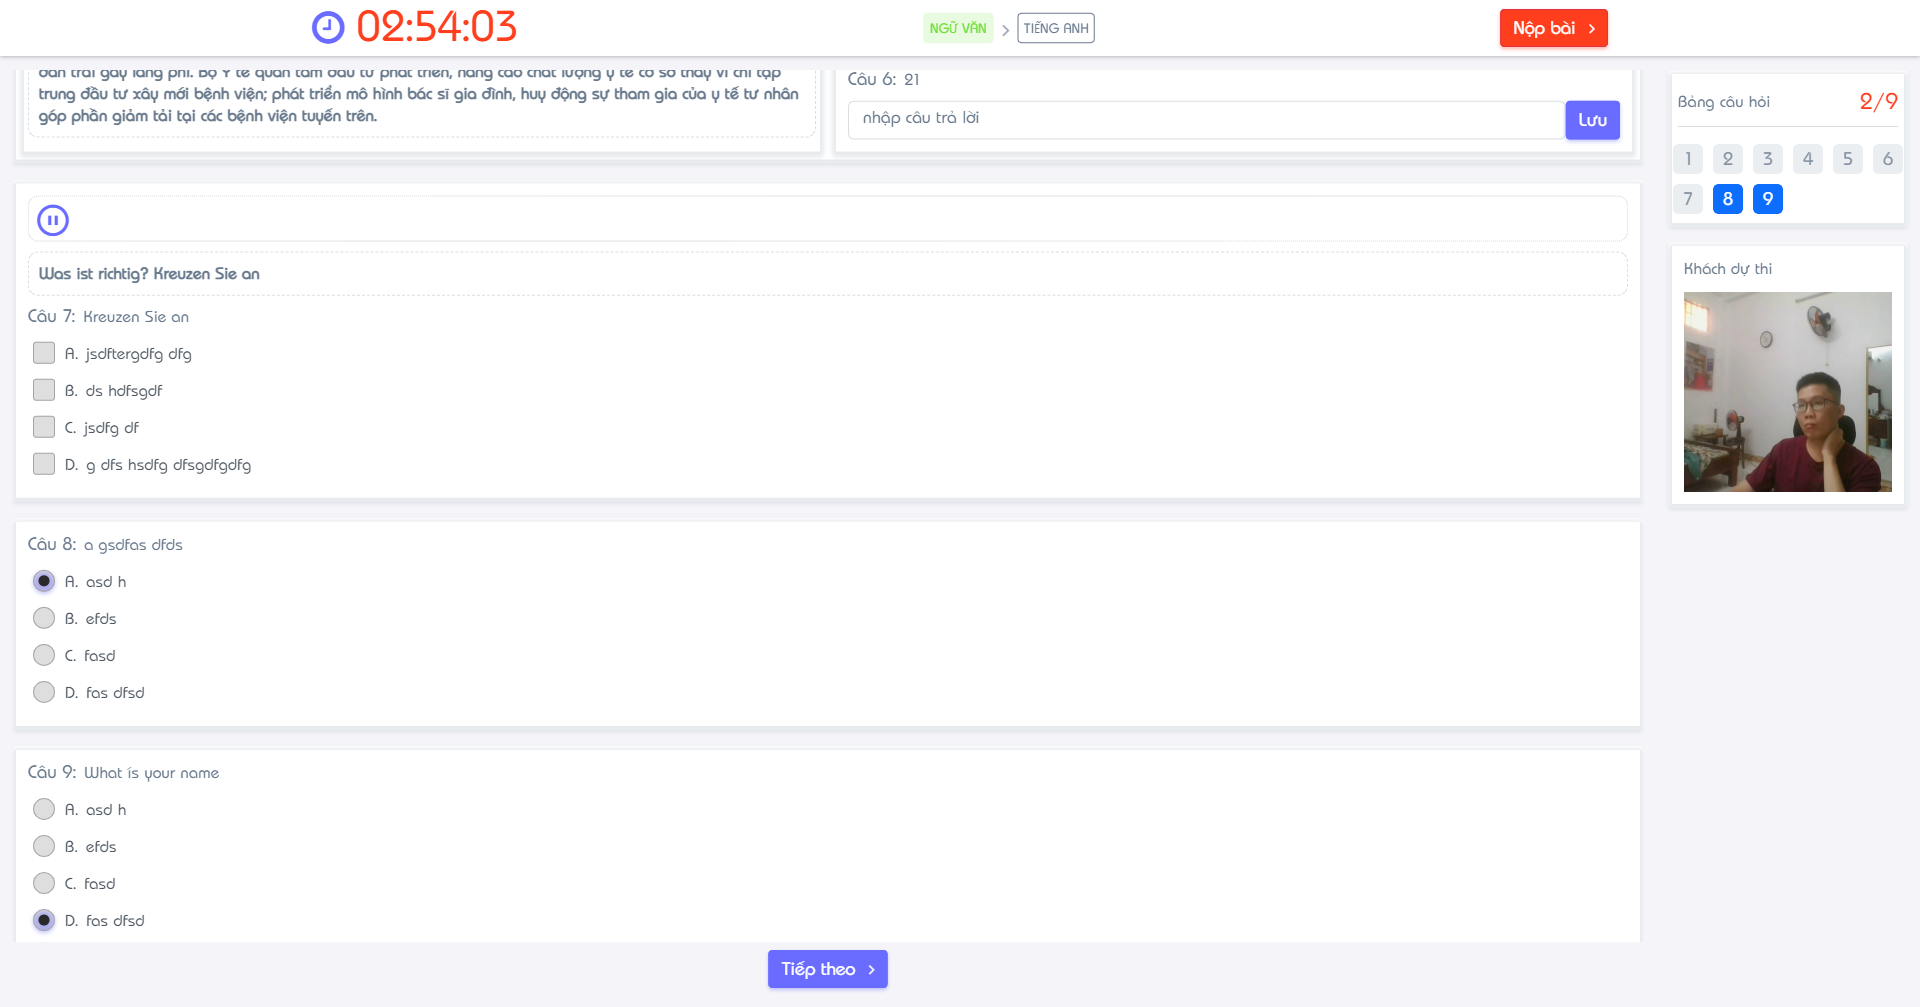 02:54:03
NGỮ VĂN
TIẾNG ANH
Nộp bài
dàn trải gây lãng phí. Bộ Y tế quan tâm đầu tư phát triển, nâng cao chất lượng y tế cơ sở thay vì chỉ tập
trung đầu tư xây mới bệnh viện; phát triển mô hình bác sĩ gia đình, huy động sự tham gia của y tế tư nhân
góp phần giảm tải tại các bệnh viện tuyến trên.
Câu 6: 21
nhập câu trả lời
Lưu
Was ist richtig? Kreuzen Sie an
Câu 7: Kreuzen Sie an
A. jsdftergdfg dfg
B. ds hdfsgdf
C. jsdfg df
D. g dfs hsdfg dfsgdfgdfg
Câu 8: a gsdfas dfds
A. asd h
B. efds
C. fasd
D. fas dfsd
Câu 9: What ís your name
A. asd h
B. efds
C. fasd
D. fas dfsd
Tiếp theo
Bảng câu hỏi 2/9
1 2 3 4 5 6
7 8 9
Khách dự thi